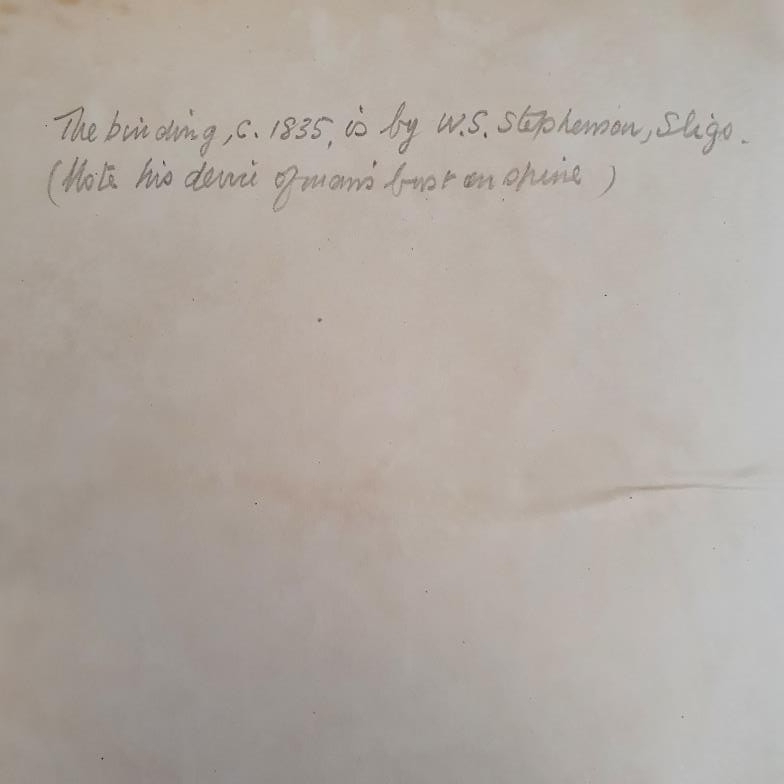 The binding, c. 1835, is by W.S. Stephenson, Sligo.
(Note his device of man's bust on spine)